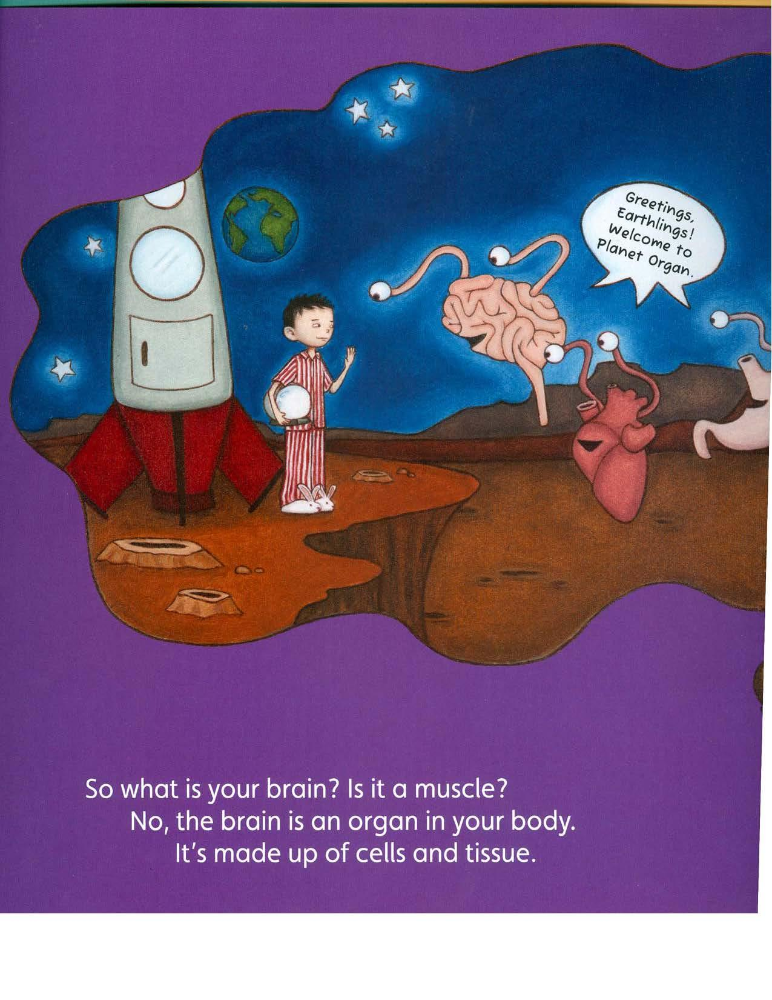 Greetings,
Earthlings!
Welcome to
Planet Organ.
So what is your brain? Is it a muscle?
No, the brain is an organ in your body.
It's made up of cells and tissue.